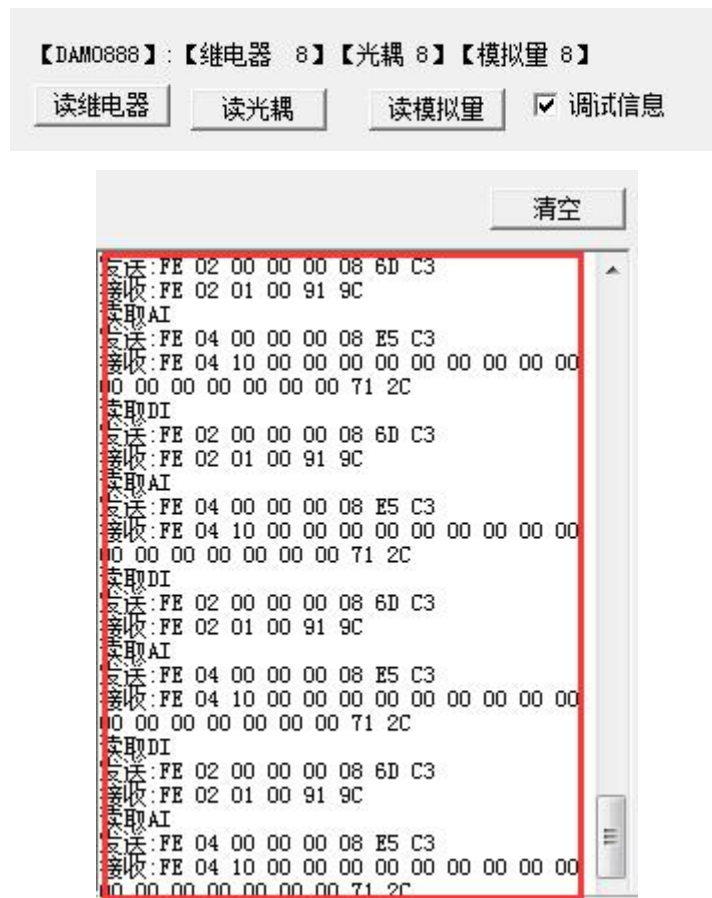 【DAM0888】:【继电器 8】【光耦 8】【模拟量 8】
读继电器 读光耦 读模拟量 调试信息
清空
发送:FE 02 00 00 00 08 6D C3
接收:FE 02 01 00 91 9C
读取AI
发送:FE 04 00 00 00 08 E5 C3
接收:FE 04 10 00 00 00 00 00 00 00 00 00
00 00 00 00 00 00 00 71 2C
读取DI
发送:FE 02 00 00 00 08 6D C3
接收:FE 02 01 00 91 9C
读取AI
发送:FE 04 00 00 00 08 E5 C3
接收:FE 04 10 00 00 00 00 00 00 00 00 00
00 00 00 00 00 00 00 71 2C
读取DI
发送:FE 02 00 00 00 08 6D C3
接收:FE 02 01 00 91 9C
读取AI
发送:FE 04 00 00 00 08 E5 C3
接收:FE 04 10 00 00 00 00 00 00 00 00 00
00 00 00 00 00 00 00 71 2C
读取DI
发送:FE 02 00 00 00 08 6D C3
接收:FE 02 01 00 91 9C
读取AI
发送:FE 04 00 00 00 08 E5 C3
接收:FE 04 10 00 00 00 00 00 00 00 00 00
00 00 00 00 00 00 00 71 2C